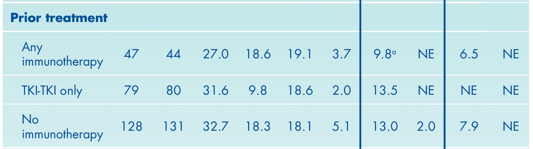 Prior treatment
Any immunotherapy 47 44 27.0 18.6 19.1 3.7 9.8ᵃ NE 6.5 NE
TKI-TKI only 79 80 31.6 9.8 18.6 2.0 13.5 NE NE NE
No immunotherapy 128 131 32.7 18.3 18.1 5.1 13.0 2.0 7.9 NE